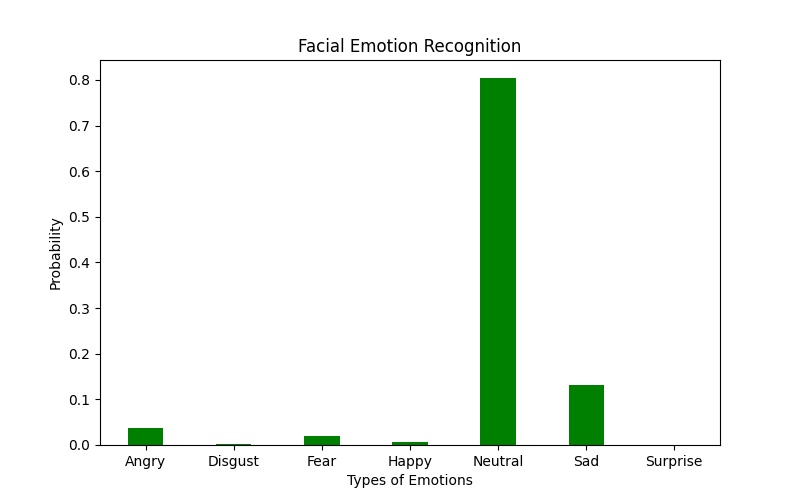 Facial Emotion Recognition
0.8
0.7
0.6
0.5
0.4
0.3
0.2
0.1
0.0
Probability
Angry Disgust Fear Happy Neutral Sad Surprise
Types of Emotions